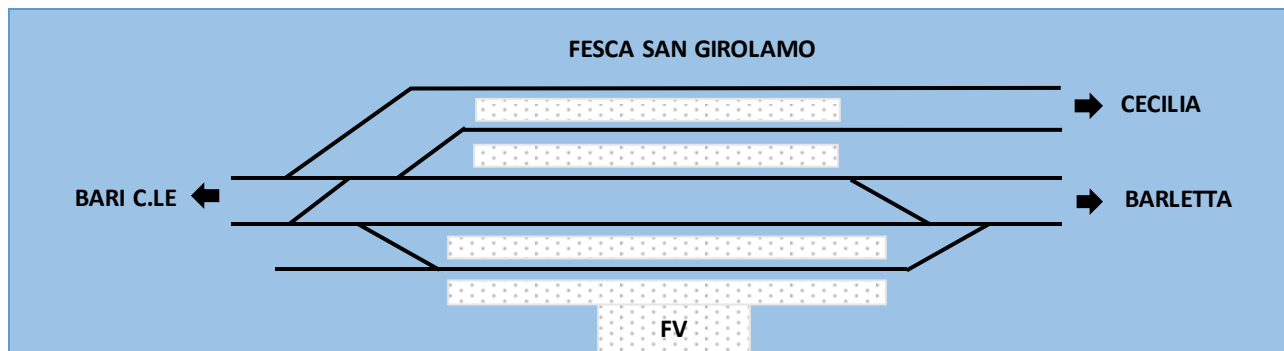 FESCA SAN GIROLAMO
CECILIA
BARI C.LE
BARLETTA
FV